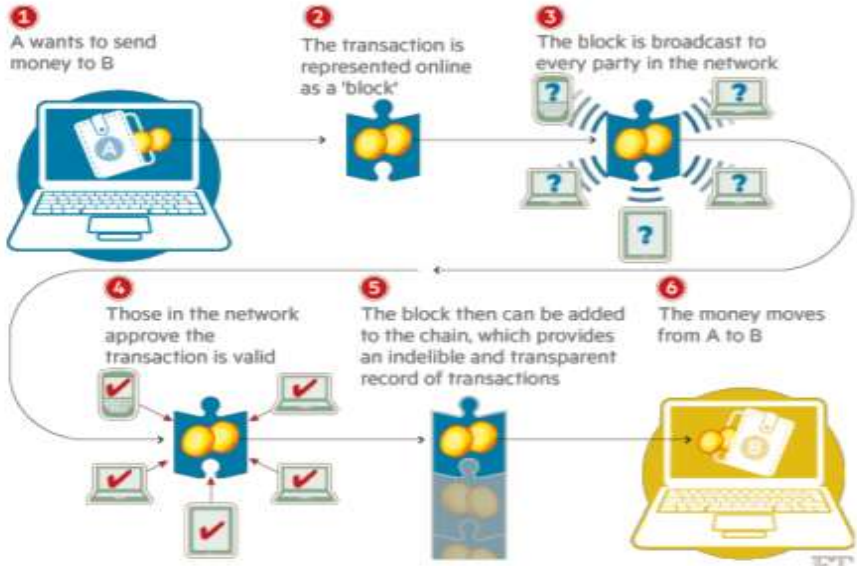 1
A wants to send
money to B
2
The transaction is
represented online
as a 'block'
3
The block is broadcast to
every party in the network
A
?
?
?
?
?
4
Those in the network
approve the
transaction is valid
5
The block then can be added
to the chain, which provides
an indelible and transparent
record of transactions
6
The money moves
from A to B
B
FT